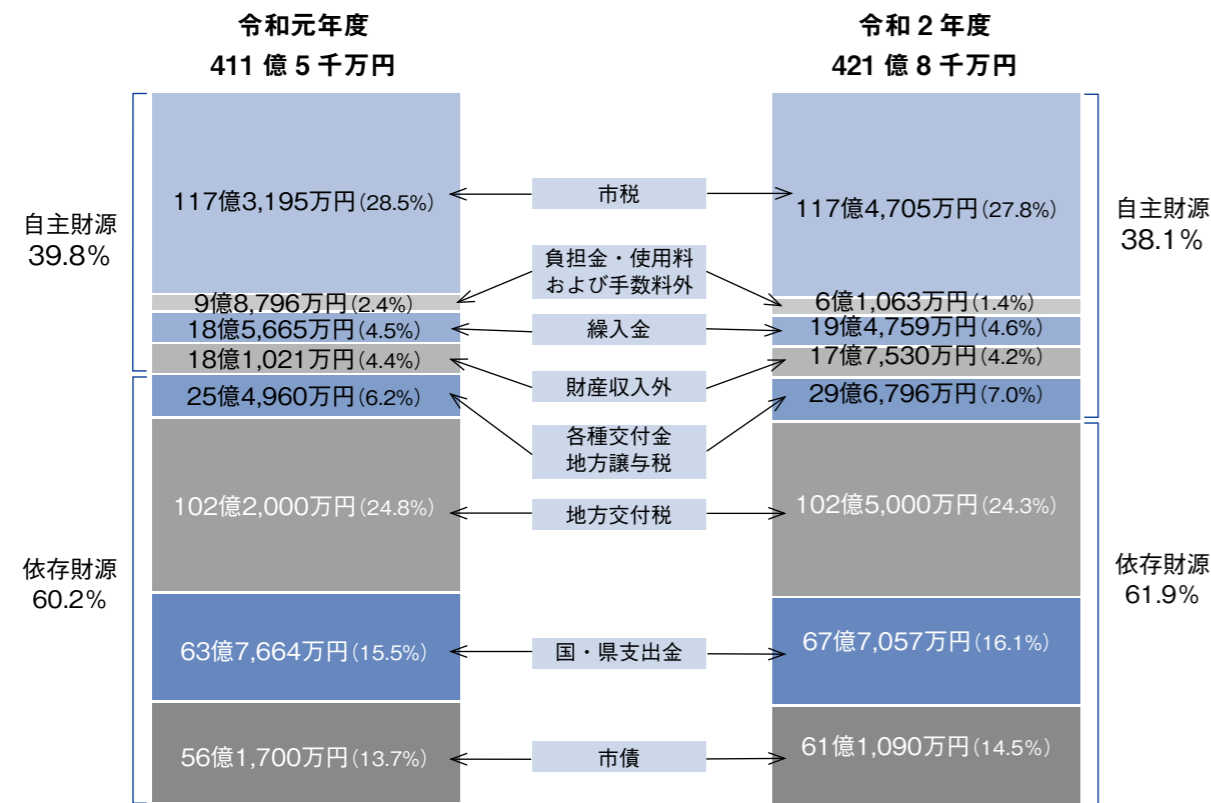 令和元年度
411 億 5 千万円
令和 2 年度
421 億 8 千万円
自主財源
39.8%
117億3,195万円(28.5%)
9億8,796万円(2.4%)
18億5,665万円(4.5%)
18億1,021万円(4.4%)
依存財源
60.2%
25億4,960万円(6.2%)
102億2,000万円(24.8%)
63億7,664万円(15.5%)
56億1,700万円(13.7%)
市税
負担金・使用料
および手数料外
繰入金
財産収入外
各種交付金
地方譲与税
地方交付税
国・県支出金
市債
117億4,705万円(27.8%)
6億1,063万円(1.4%)
19億4,759万円(4.6%)
17億7,530万円(4.2%)
29億6,796万円(7.0%)
102億5,000万円(24.3%)
67億7,057万円(16.1%)
61億1,090万円(14.5%)
自主財源
38.1%
依存財源
61.9%